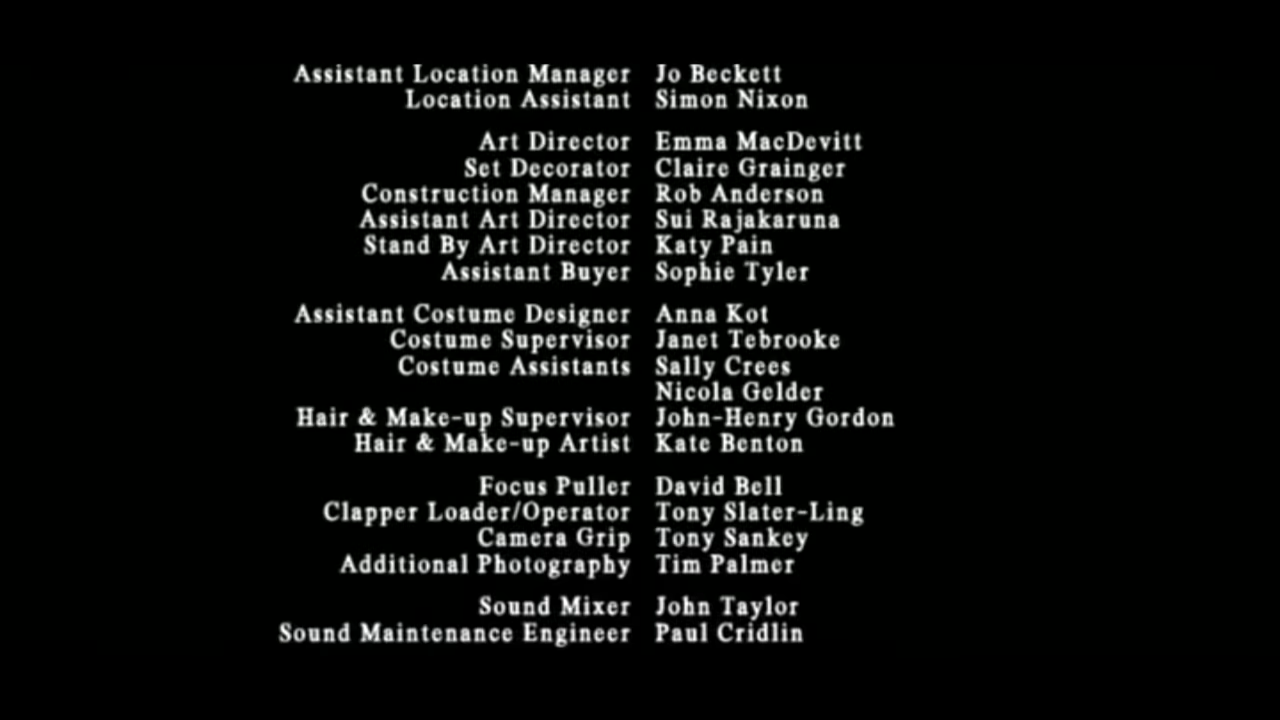 Assistant Location Manager Jo Beckett
Location Assistant Simon Nixon
Art Director Emma MacDevitt
Set Decorator Claire Grainger
Construction Manager Rob Anderson
Assistant Art Director Sui Rajakaruna
Stand By Art Director Katy Pain
Assistant Buyer Sophie Tyler
Assistant Costume Designer Anna Kot
Costume Supervisor Janet Tebrooke
Costume Assistants Sally Crees
Nicola Gelder
Hair & Make-up Supervisor John-Henry Gordon
Hair & Make-up Artist Kate Benton
Focus Puller David Bell
Clapper Loader/Operator Tony Slater-Ling
Camera Grip Tony Sankey
Additional Photography Tim Palmer
Sound Mixer John Taylor
Sound Maintenance Engineer Paul Cridlin